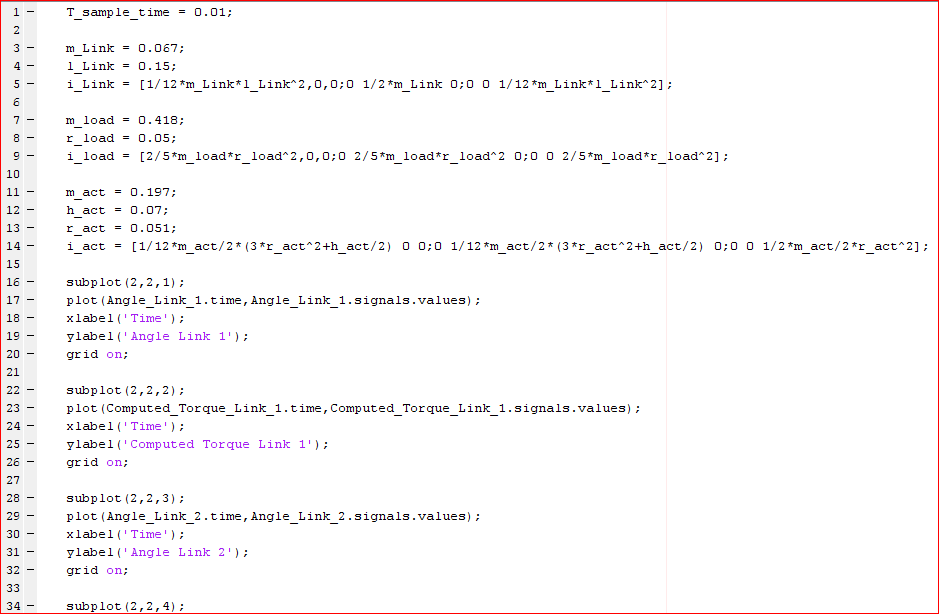 1 - T_sample_time = 0.01;
2
3 - m_Link = 0.067;
4 - l_Link = 0.15;
5 - i_Link = [1/12*m_Link*l_Link^2,0,0;0 1/2*m_Link 0;0 0 1/12*m_Link*l_Link^2];
6
7 - m_load = 0.418;
8 - r_load = 0.05;
9 - i_load = [2/5*m_load*r_load^2,0,0;0 2/5*m_load*r_load^2 0;0 0 2/5*m_load*r_load^2];
10
11 - m_act = 0.197;
12 - h_act = 0.07;
13 - r_act = 0.051;
14 - i_act = [1/12*m_act/2*(3*r_act^2+h_act/2) 0 0;0 1/12*m_act/2*(3*r_act^2+h_act/2) 0;0 0 1/2*m_act/2*r_act^2];
15
16 - subplot(2,2,1);
17 - plot(Angle_Link_1.time,Angle_Link_1.signals.values);
18 - xlabel('Time');
19 - ylabel('Angle Link 1');
20 - grid on;
21
22 - subplot(2,2,2);
23 - plot(Computed_Torque_Link_1.time,Computed_Torque_Link_1.signals.values);
24 - xlabel('Time');
25 - ylabel('Computed Torque Link 1');
26 - grid on;
27
28 - subplot(2,2,3);
29 - plot(Angle_Link_2.time,Angle_Link_2.signals.values);
30 - xlabel('Time');
31 - ylabel('Angle Link 2');
32 - grid on;
33
34 - subplot(2,2,4);